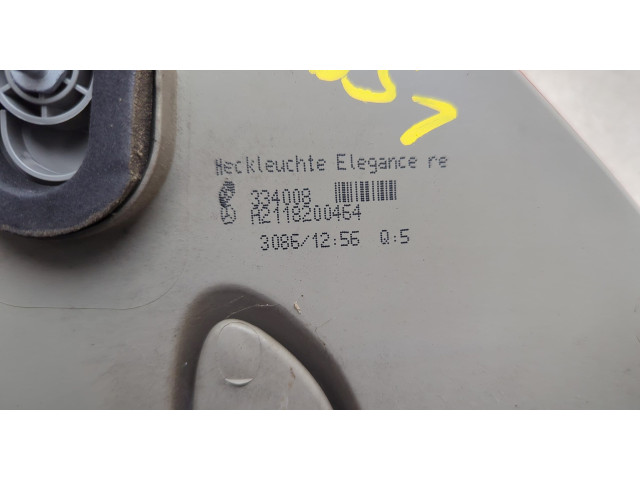 Heckleuchte Elegance re
334008
A2118200464
3086/12:56 Q:5